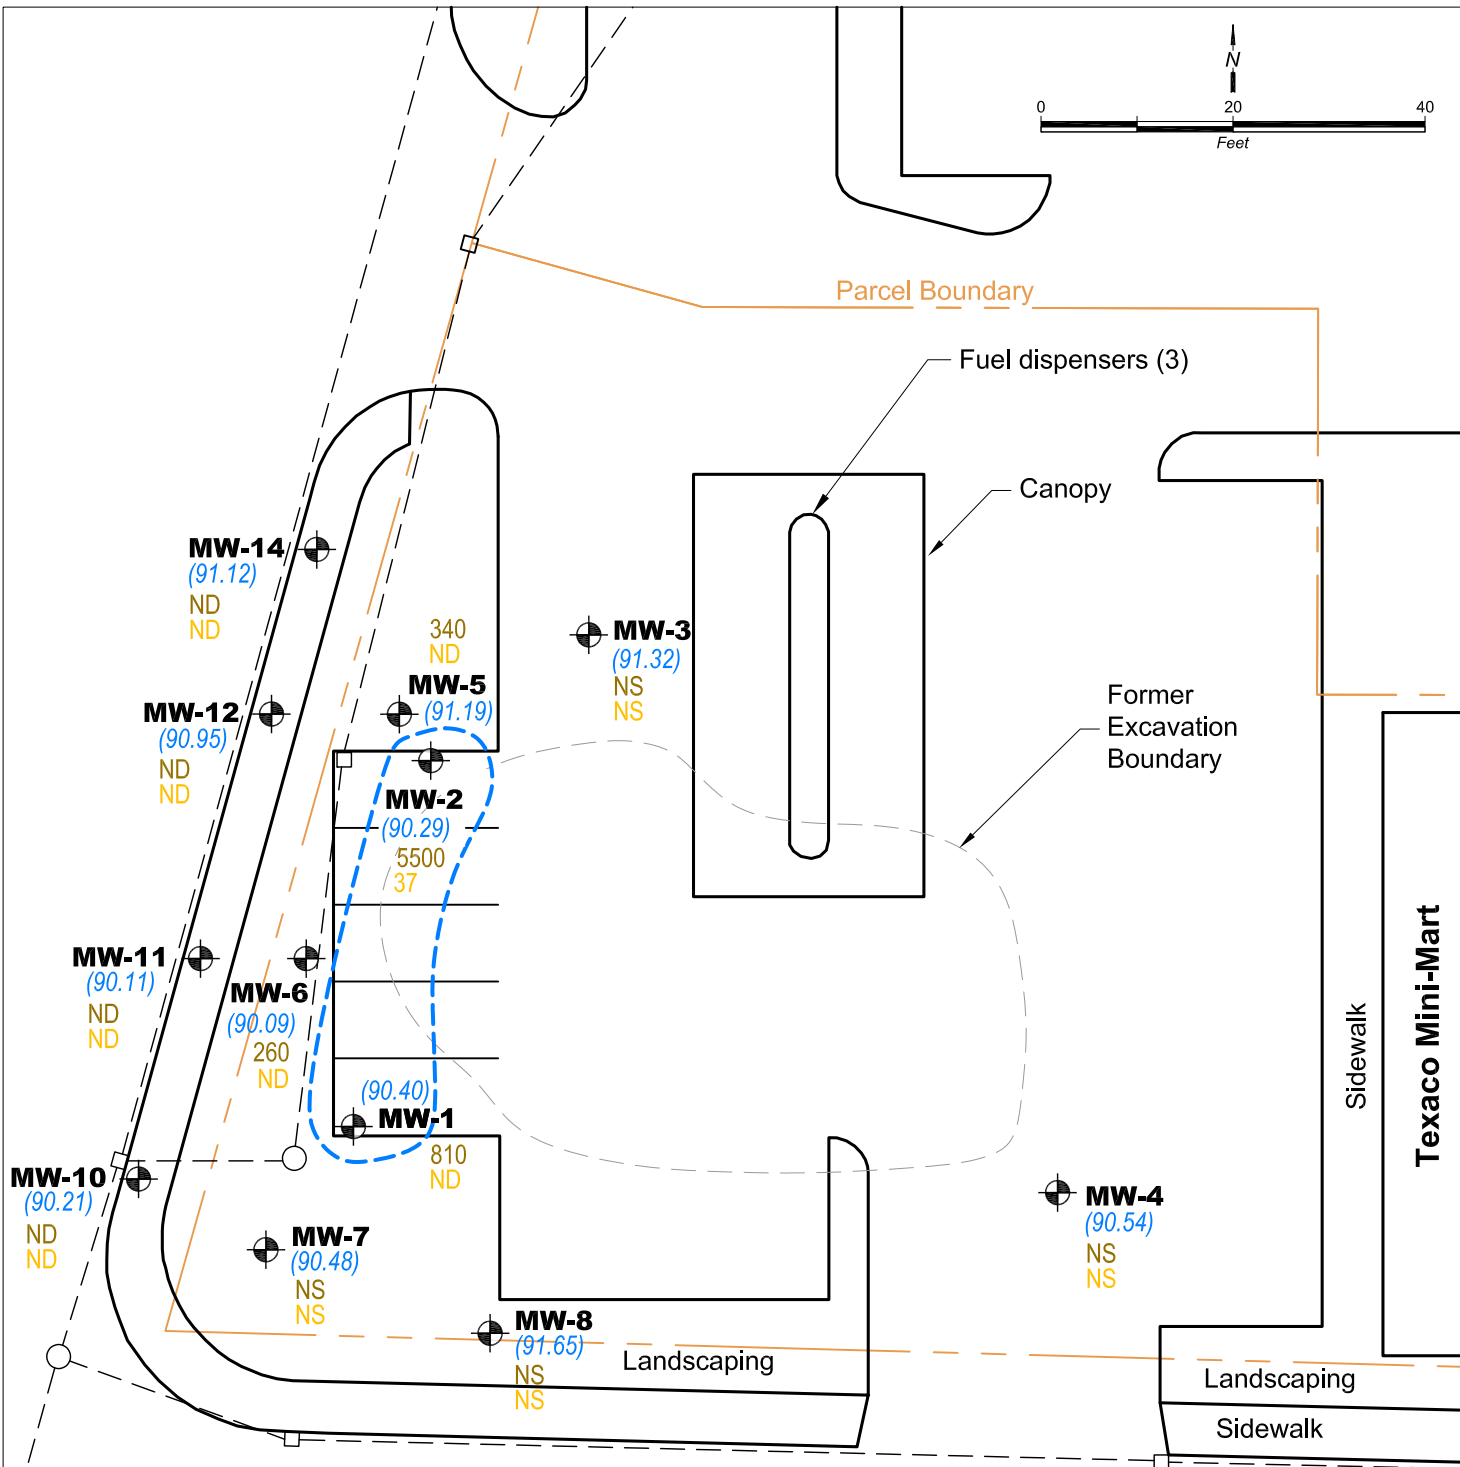 N
0 20 40
Feet
Parcel Boundary
Fuel dispensers (3)
Canopy
MW-14
(91.12)
ND
ND
340
ND
MW-5
(91.19)
MW-3
(91.32)
NS
NS
MW-12
(90.95)
ND
ND
Former
Excavation
Boundary
MW-2
(90.29)
5500
37
MW-11
(90.11)
ND
ND
MW-6
(90.09)
260
ND
(90.40)
MW-1
810
ND
Sidewalk
Texaco Mini-Mart
MW-10
(90.21)
ND
ND
MW-7
(90.48)
NS
NS
MW-4
(90.54)
NS
NS
MW-8
(91.65)
NS
NS
Landscaping
Landscaping
Sidewalk